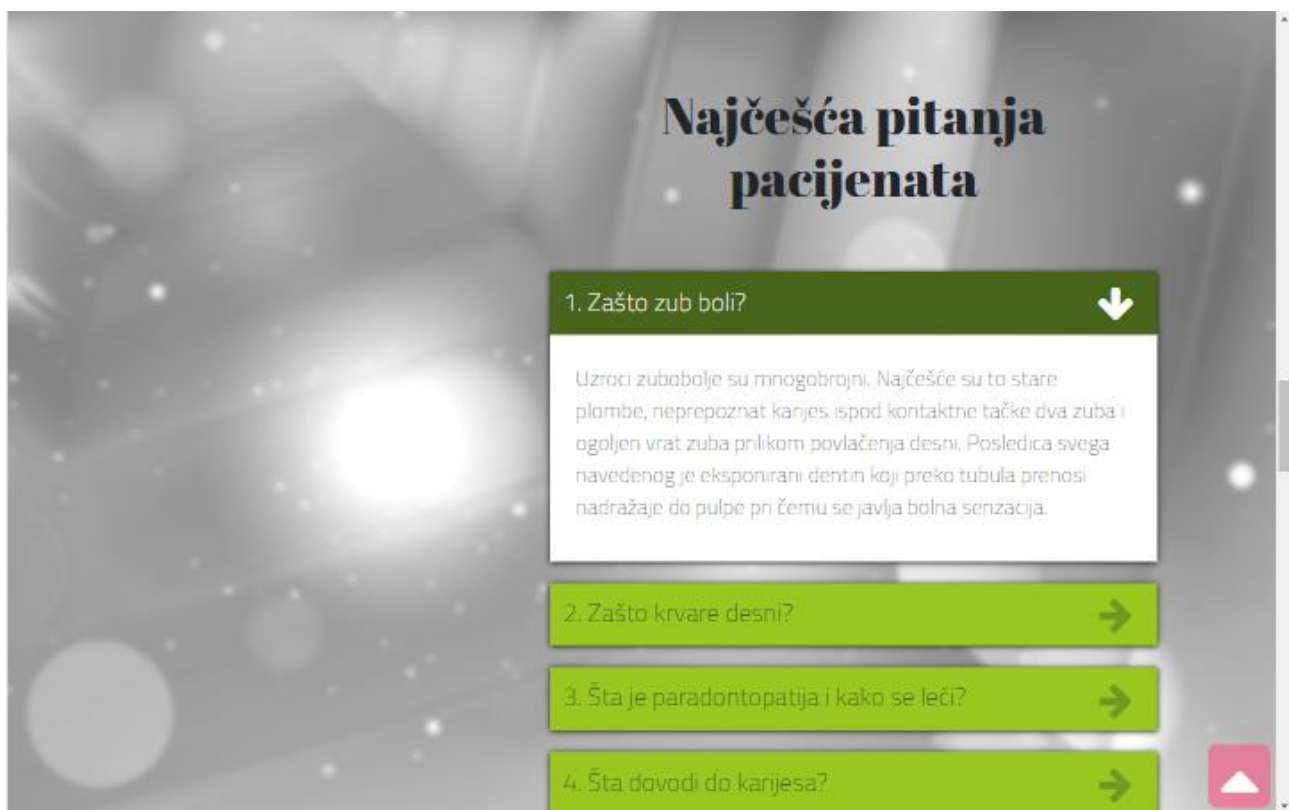 Najčešća pitanja
pacijenata
1. Zašto zub boli?
Uzroci zubobolje su mnogobrojni. Najčešće su to stare
plombe, neprepoznat karijes ispod kontaktne tačke dva zuba i
ogoljen vrat zuba prilikom povlačenja desni. Posledica svega
navedenog je eksponirani dentin koji preko tubula prenosi
nadražaje do pulpe pri čemu se javlja bolna senzacija.
2. Zašto krvare desni?
3. Šta je paradontopatija i kako se leči?
4. Šta dovodi do karijesa?